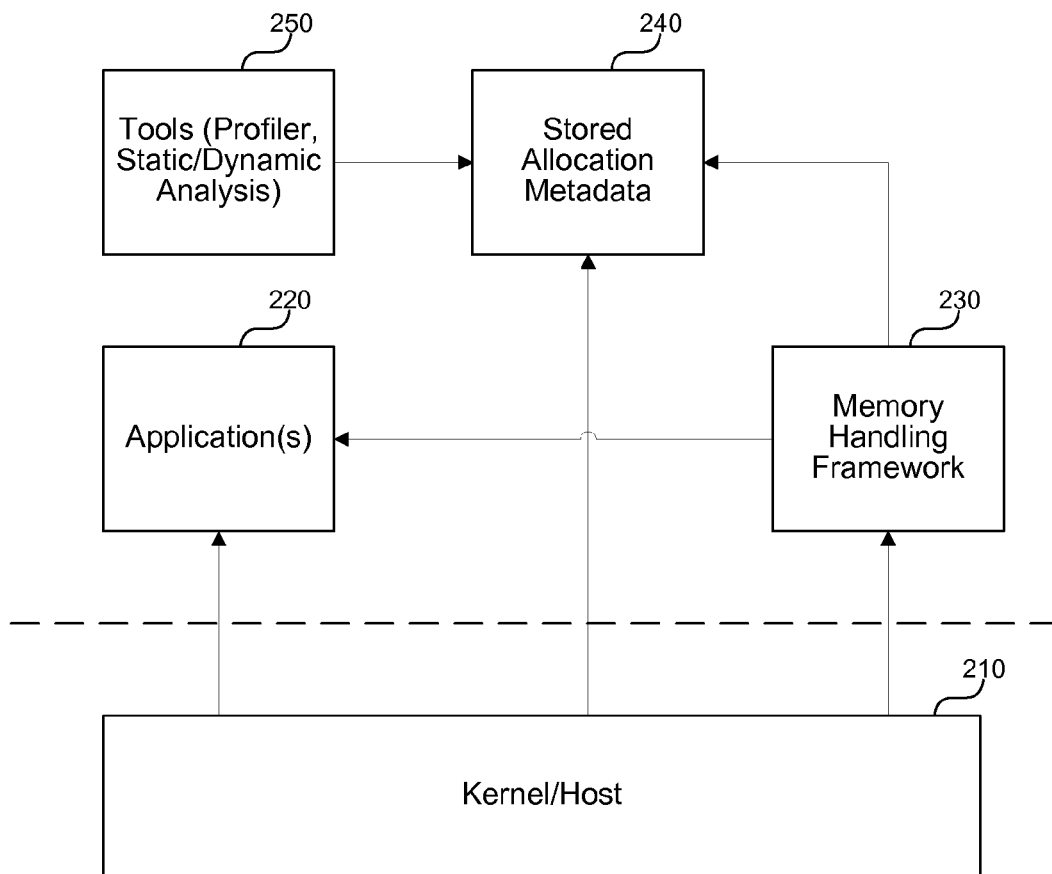 250
240
Tools (Profiler,
Static/Dynamic
Analysis)
Stored
Allocation
Metadata
220
230
Application(s)
Memory
Handling
Framework
210
Kernel/Host